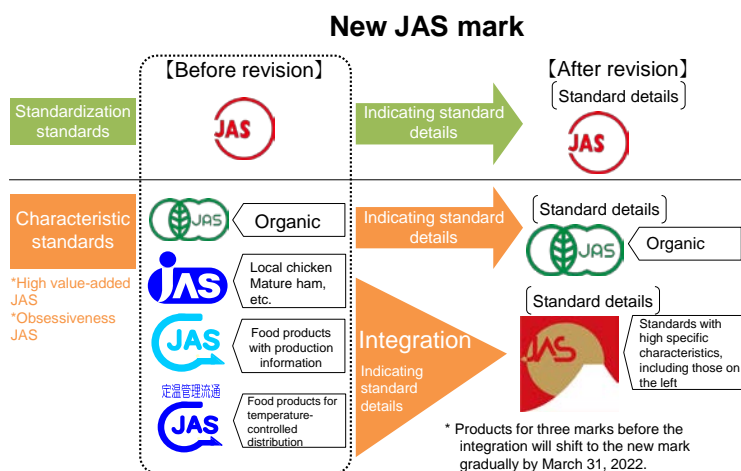 New JAS mark
【Before revision】
【After revision】
Standardization
standards
JAS
Indicating standard
details
Standard details
JAS
Characteristic
standards
*High value-added
JAS
*Obsessiveness
JAS
JAS
Organic
Indicating standard
details
Standard details
JAS
Organic
JAS
Local chicken
Mature ham,
etc.
JAS
Food products
with production
information
定温管理流通
JAS
Food products for
temperature-
controlled
distribution
Integration
Indicating
standard
details
Standard details
JAS
Standards with
high specific
characteristics,
including those on
the left
* Products for three marks before the
integration will shift to the new mark
gradually by March 31, 2022.